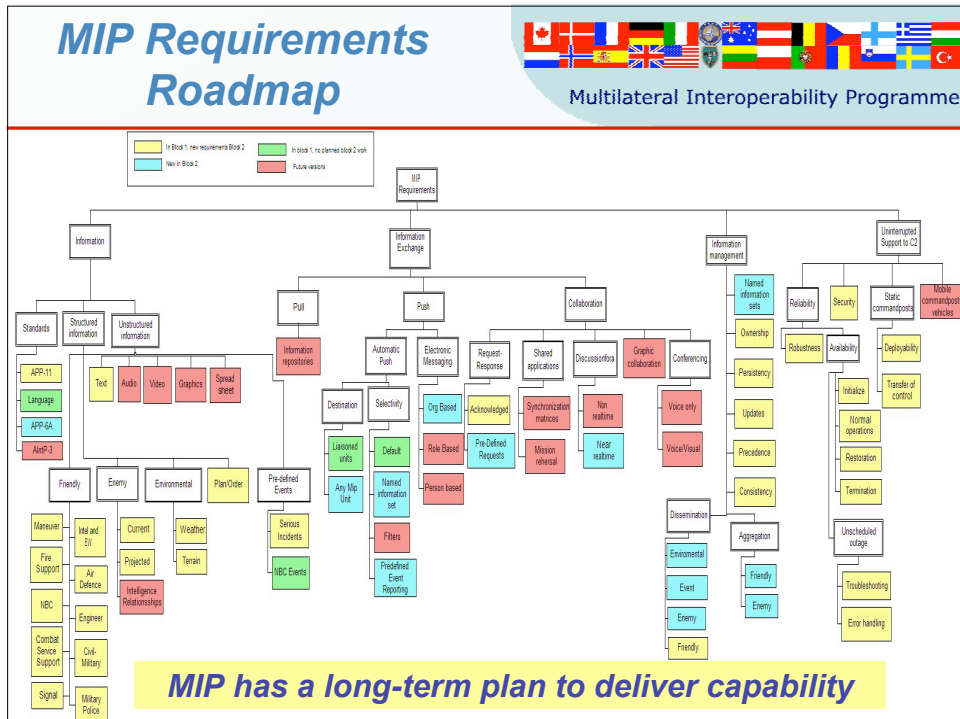 MIP Requirements
Roadmap
Multilateral Interoperability Programme
In Block 1, new requirements Block 2
In block 1, no planned block 2 work
New in Block 2
Future versions
MIP
Requirements
Information
Information
Exchange
Information
management
Uninterrupted
Support to C2
Standards
Structured
information
Unstructured
information
Pull
Push
Collaboration
Named
information
sets
Reliability
Security
Static
commandposts
Mobile
commandposts
vehicles
APP-11
Language
APP-6A
AIntP-3
Text
Audio
Video
Graphics
Spread
sheet
Information
repositories
Automatic
Push
Electronic
Messaging
Request-
Response
Shared
applications
Discussionfora
Graphic
collaboration
Conferencing
Ownership
Persistency
Updates
Precedence
Consistency
Robustness
Availability
Deployability
Transfer of
control
Destination
Selectivity
Org Based
Role Based
Person based
Acknowledged
Pre-Defined
Requests
Synchronization
matrices
Mission
rehersal
Non
realtime
Near
realtime
Voice only
Voice/Visual
Initialize
Normal
operations
Restoration
Termination
Liaisoned
units
Any Mip
Unit
Default
Named
information
set
Filters
Predefined
Event
Reporting
Friendly
Enemy
Environmental
Plan/Order
Pre-defined
Events
Dissemination
Aggregation
Unscheduled
outage
Maneuver
Fire
Support
NBC
Combat
Service
Support
Signal
Intel and
EW
Air
Defence
Engineer
Civil-
Military
Military
Police
Current
Projected
Intelligence
Relationships
Weather
Terrain
Serious
Incidents
NBC Events
Enviromental
Event
Enemy
Friendly
Friendly
Enemy
Troubleshooting
Error handling
MIP has a long-term plan to deliver capability